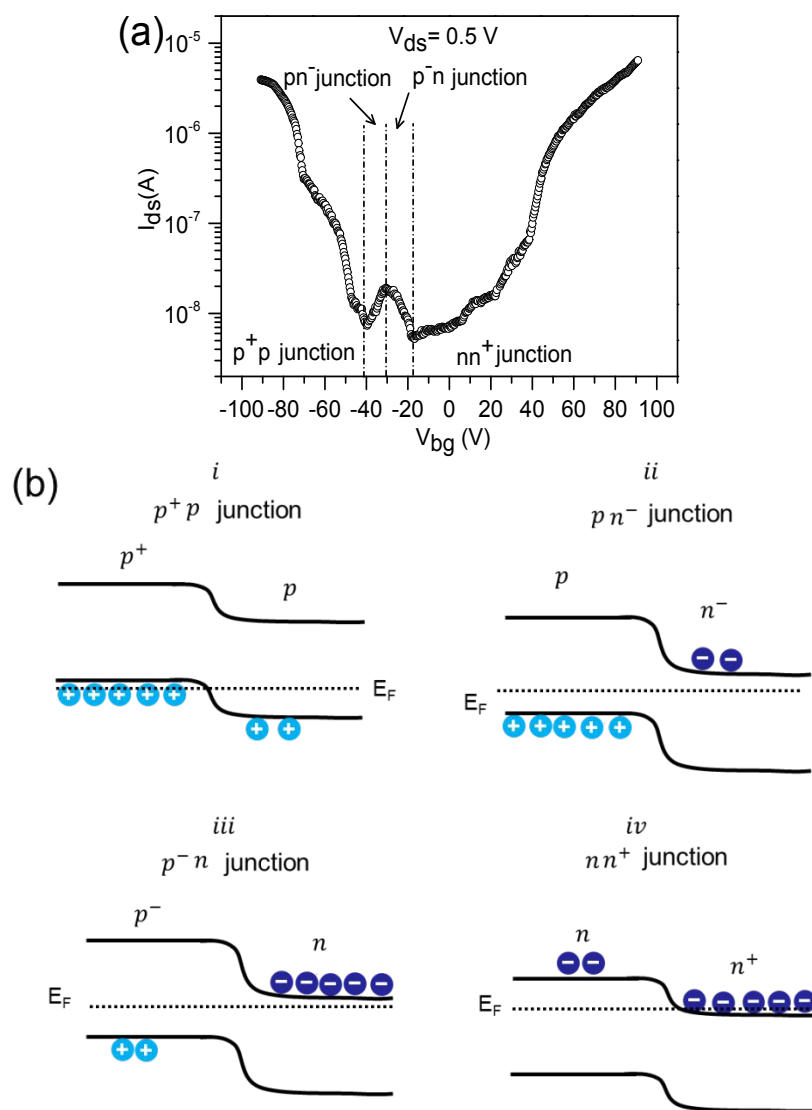 (a)
V_ds= 0.5 V
pn⁻junction
p⁻n junction
I_ds(A)
10⁻⁵
10⁻⁶
10⁻⁷
10⁻⁸
p⁺p junction
nn⁺junction
-100 -80 -60 -40 -20 0 20 40 60 80 100
V_bg (V)
(b)
i
p⁺p junction
p⁺
p
+ + + + +
E_F
+ +
ii
p n⁻ junction
p
n⁻
− −
E_F
+ + + + +
iii
p⁻ n junction
p⁻
n
− − − − −
E_F
+ +
iv
n n⁺ junction
n
− −
n⁺
− − − − −
E_F